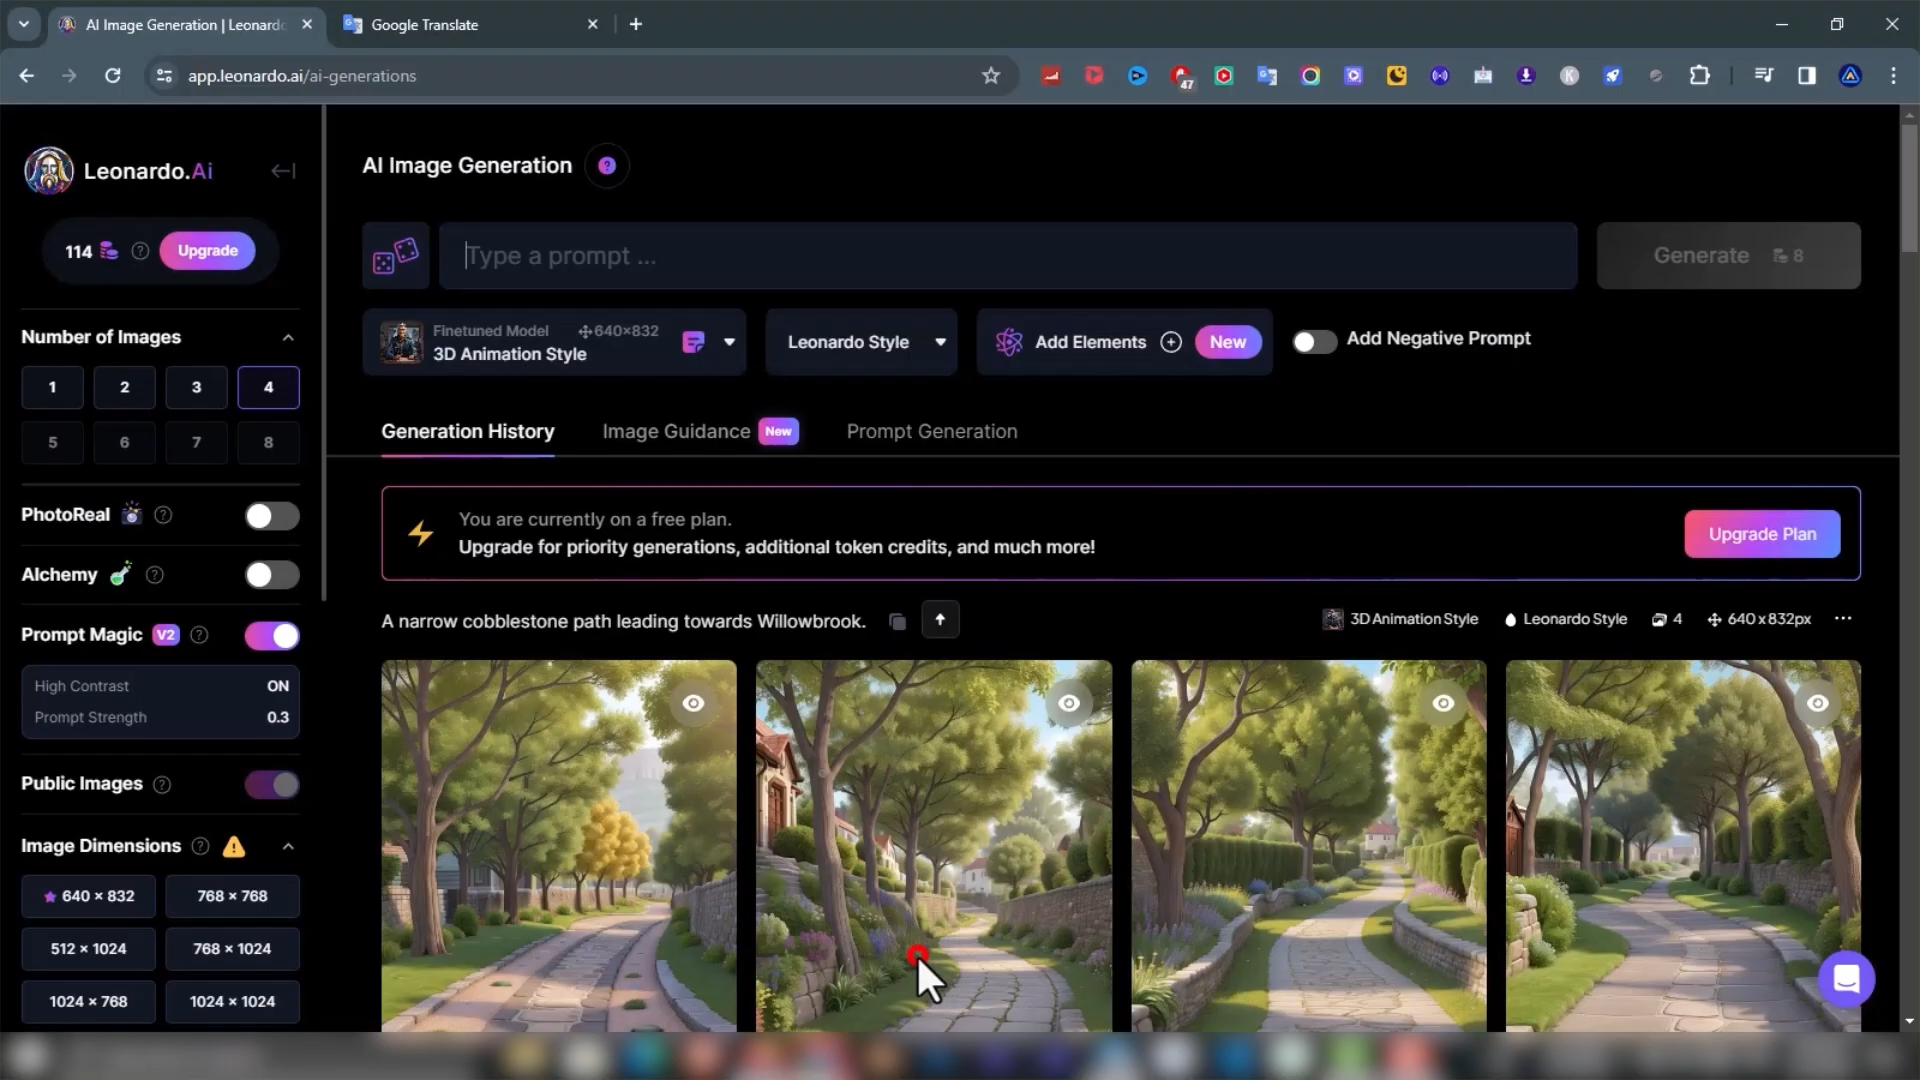 AI Image Generation | Leonardo
Google Translate
app.leonardo.ai/ai-generations
47
K
Leonardo.Ai
114
Upgrade
Number of Images
1 2 3 4
5 6 7 8
PhotoReal
Alchemy
Prompt Magic V2
High Contrast ON
Prompt Strength 0.3
Public Images
Image Dimensions
640 × 832 768 × 768
512 × 1024 768 × 1024
1024 × 768 1024 × 1024
AI Image Generation
Type a prompt ...
Generate 8
Finetuned Model 640×832
3D Animation Style
Leonardo Style
Add Elements New
Add Negative Prompt
Generation History
Image Guidance New
Prompt Generation
You are currently on a free plan.
Upgrade for priority generations, additional token credits, and much more!
Upgrade Plan
A narrow cobblestone path leading towards Willowbrook.
3D Animation Style Leonardo Style 4 640 x 832px